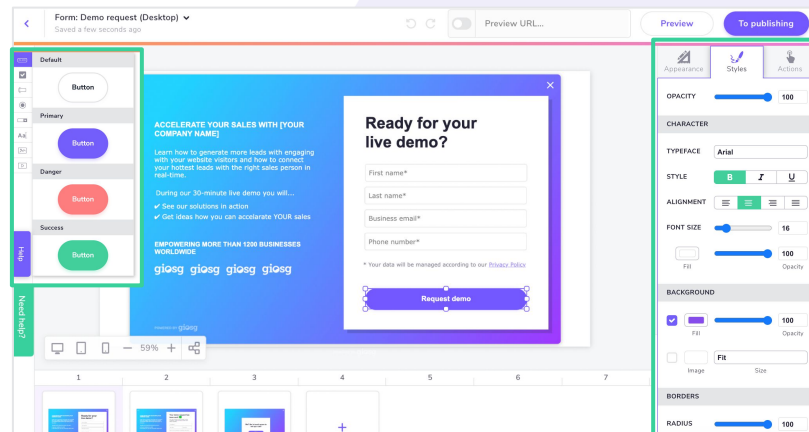 Form: Demo request (Desktop)
Saved a few seconds ago
Preview URL...
Preview
To publishing
Default
Button
Primary
Button
Danger
Button
Success
Button
Help
Need help?
ACCELERATE YOUR SALES WITH [YOUR
COMPANY NAME]
Learn how to generate more leads with engaging
with your website visitors and how to connect
your hottest leads with the right sales person in
real-time.
During our 30-minute live demo you will...
✔ See our solutions in action
✔ Get ideas how you can accelarate YOUR sales
EMPOWERING MORE THAN 1200 BUSINESSES
WORLDWIDE
giosg giosg giosg giosg
POWERED BY giosg
Ready for your
live demo?
First name*
Last name*
Business email*
Phone number*
* Your data will be managed according to our Privacy Policy
Request demo
59%
1 2 3 4 5 6 7
Appearance Styles Actions
OPACITY 100
CHARACTER
TYPEFACE Arial
STYLE B I U
ALIGNMENT
FONT SIZE 16
100
Fill Opacity
BACKGROUND
100
Fill Opacity
Fit
Image Size
BORDERS
RADIUS 100